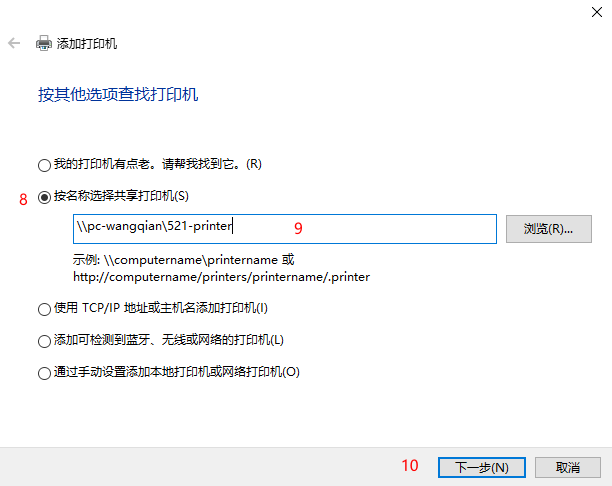 添加打印机
按其他选项查找打印机
我的打印机有点老。请帮我找到它。(R)
8 按名称选择共享打印机(S)
\\pc-wangqian\521-printer 9 浏览(R)...
示例: \\computername\printername 或
http://computername/printers/printername/.printer
使用 TCP/IP 地址或主机名添加打印机(I)
添加可检测到蓝牙、无线或网络的打印机(L)
通过手动设置添加本地打印机或网络打印机(O)
10 下一步(N) 取消